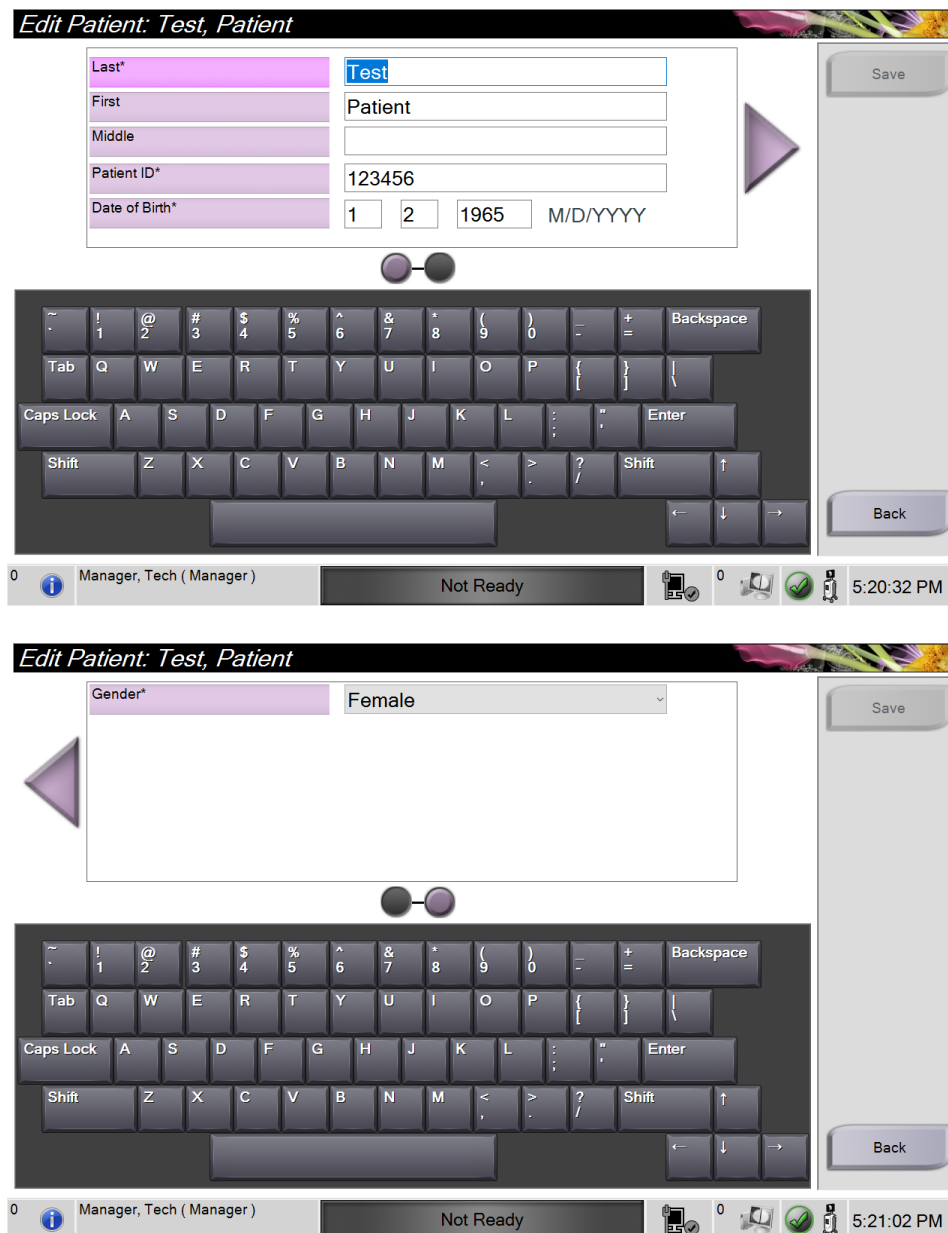 Edit Patient: Test, Patient
Last* Test
First Patient
Middle
Patient ID* 123456
Date of Birth* 1 2 1965 M/D/YYYY
Save
~ ! @ # $ % ^ & * ( ) _ + Backspace
` 1 2 3 4 5 6 7 8 9 0 - =
Tab Q W E R T Y U I O P { } |
[ ] \
Caps Lock A S D F G H J K L : " Enter
; '
Shift Z X C V B N M < > ? Shift ↑
, . /
← ↓ →
Back
0 Manager, Tech ( Manager ) Not Ready 0 5:20:32 PM
Edit Patient: Test, Patient
Gender* Female
Save
~ ! @ # $ % ^ & * ( ) _ + Backspace
` 1 2 3 4 5 6 7 8 9 0 - =
Tab Q W E R T Y U I O P { } |
[ ] \
Caps Lock A S D F G H J K L : " Enter
; '
Shift Z X C V B N M < > ? Shift ↑
, . /
← ↓ →
Back
0 Manager, Tech ( Manager ) Not Ready 0 5:21:02 PM